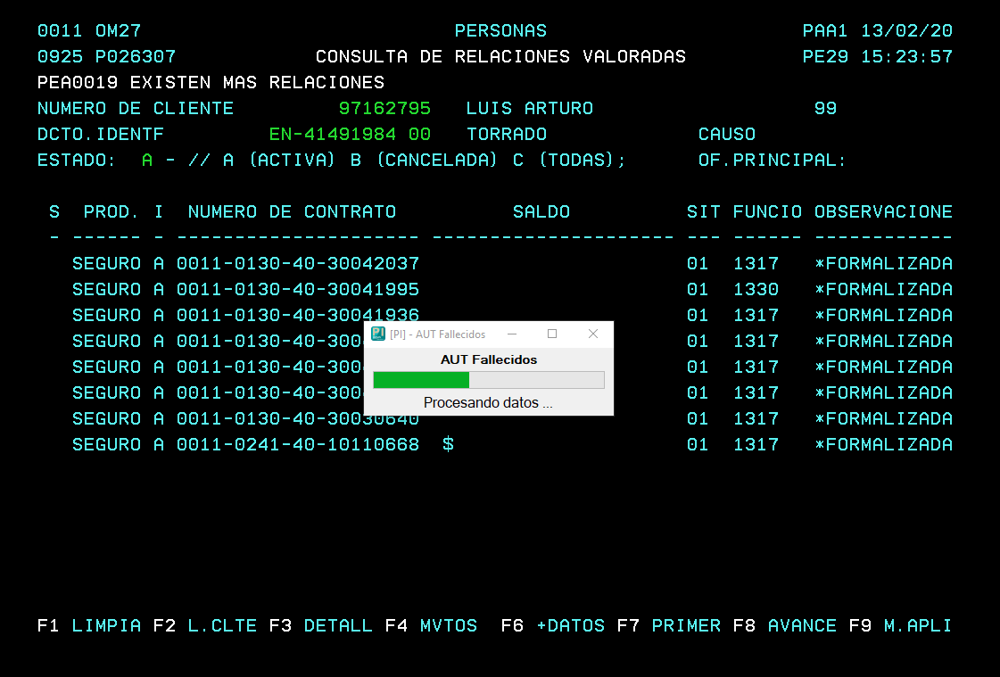 0011 OM27 PERSONAS PAA1 13/02/20
0925 P026307 CONSULTA DE RELACIONES VALORADAS PE29 15:23:57
PEA0019 EXISTEN MAS RELACIONES
NUMERO DE CLIENTE 97162795 LUIS ARTURO 99
DCTO.IDENTF EN-41491984 00 TORRADO CAUSO
ESTADO: A - // A (ACTIVA) B (CANCELADA) C (TODAS); OF.PRINCIPAL:
S PROD. I NUMERO DE CONTRATO SALDO SIT FUNCIO OBSERVACIONE
- ------ - --------------------- --------------------- --- ------ ------------
SEGURO A 0011-0130-40-30042037 01 1317 *FORMALIZADA
SEGURO A 0011-0130-40-30041995 01 1330 *FORMALIZADA
SEGURO A 0011-0130-40-30041936 01 1317 *FORMALIZADA
SEGURO A 0011-0130-40-300 01 1317 *FORMALIZADA
SEGURO A 0011-0130-40-300 01 1317 *FORMALIZADA
SEGURO A 0011-0130-40-300 01 1317 *FORMALIZADA
SEGURO A 0011-0130-40-30030640 01 1317 *FORMALIZADA
SEGURO A 0011-0241-40-10110668 $ 01 1317 *FORMALIZADA
[PI] - AUT Fallecidos
AUT Fallecidos
Procesando datos ...
F1 LIMPIA F2 L.CLTE F3 DETALL F4 MVTOS F6 +DATOS F7 PRIMER F8 AVANCE F9 M.APLI